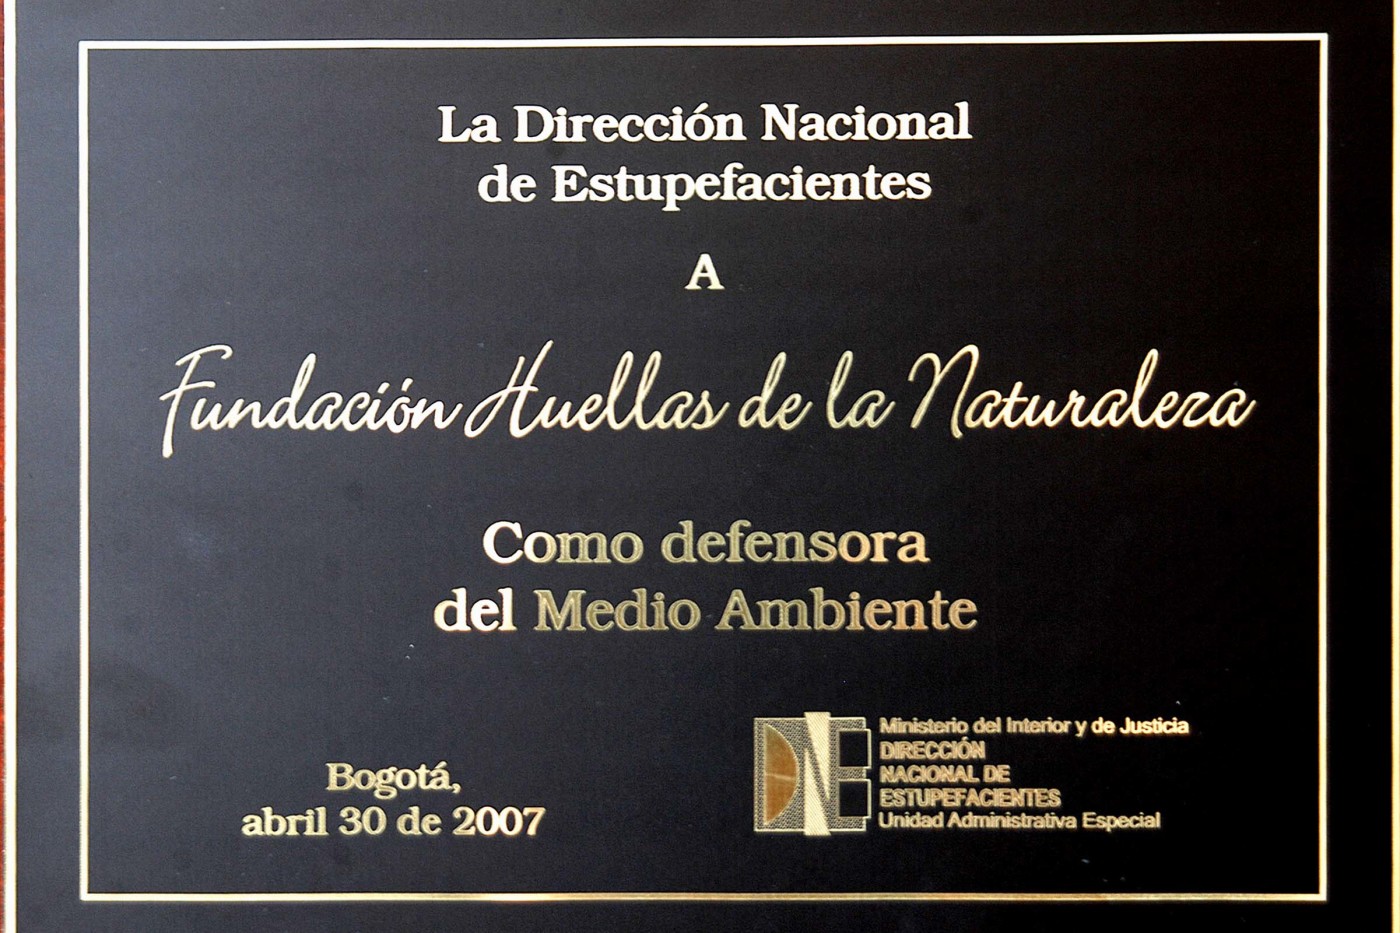 La Dirección Nacional
de Estupefacientes
A
Fundación Huellas de la Naturaleza
Como defensora
del Medio Ambiente
Bogotá,
abril 30 de 2007
DNE
Ministerio del Interior y de Justicia
DIRECCIÓN
NACIONAL DE
ESTUPEFACIENTES
Unidad Administrativa Especial